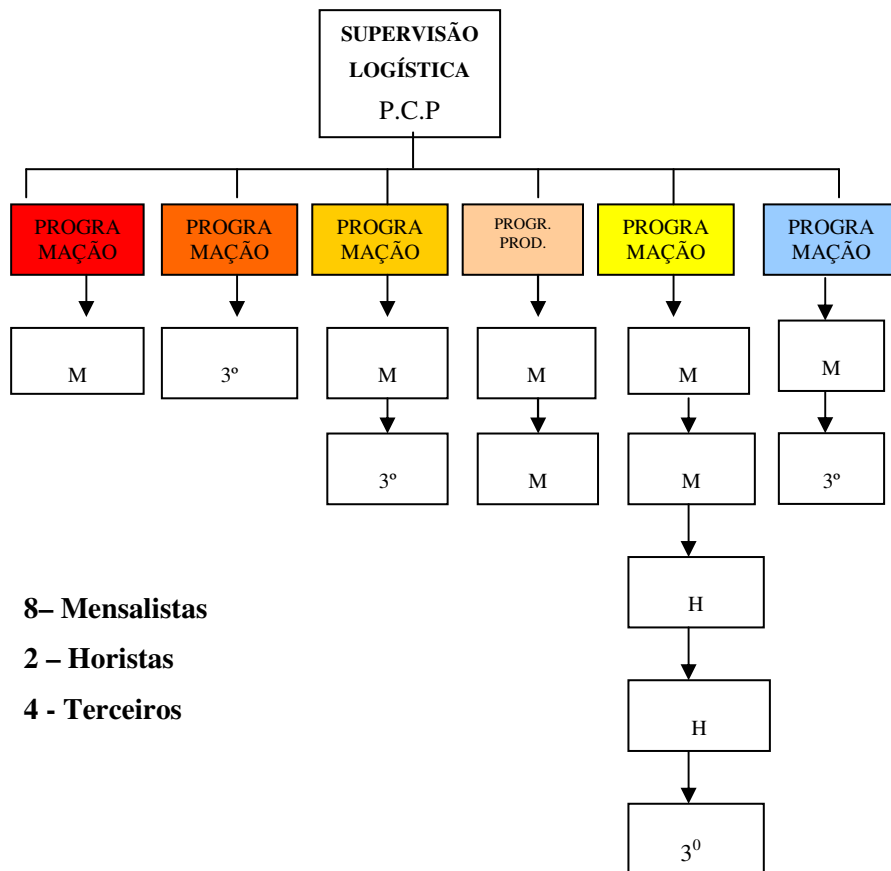 SUPERVISÃO
LOGÍSTICA
P.C.P
PROGRA
MAÇÃO
PROGRA
MAÇÃO
PROGRA
MAÇÃO
PROGR.
PROD.
PROGRA
MAÇÃO
PROGRA
MAÇÃO
M
3º
M
M
M
M
3º
M
M
3º
H
H
3⁰
8– Mensalistas
2 – Horistas
4 - Terceiros